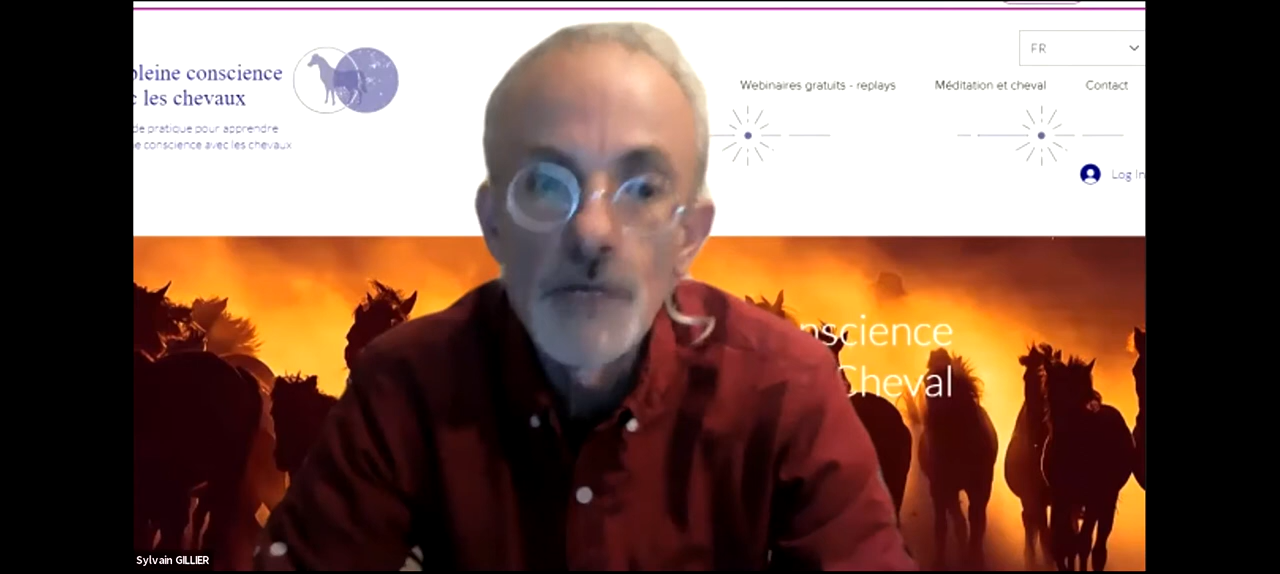 pleine conscience
les chevaux
de pratique pour apprendre
conscience avec les chevaux
FR
Webinaires gratuits - replays
Méditation et cheval
Contact
Log In
Cheval
Sylvain GILLIER